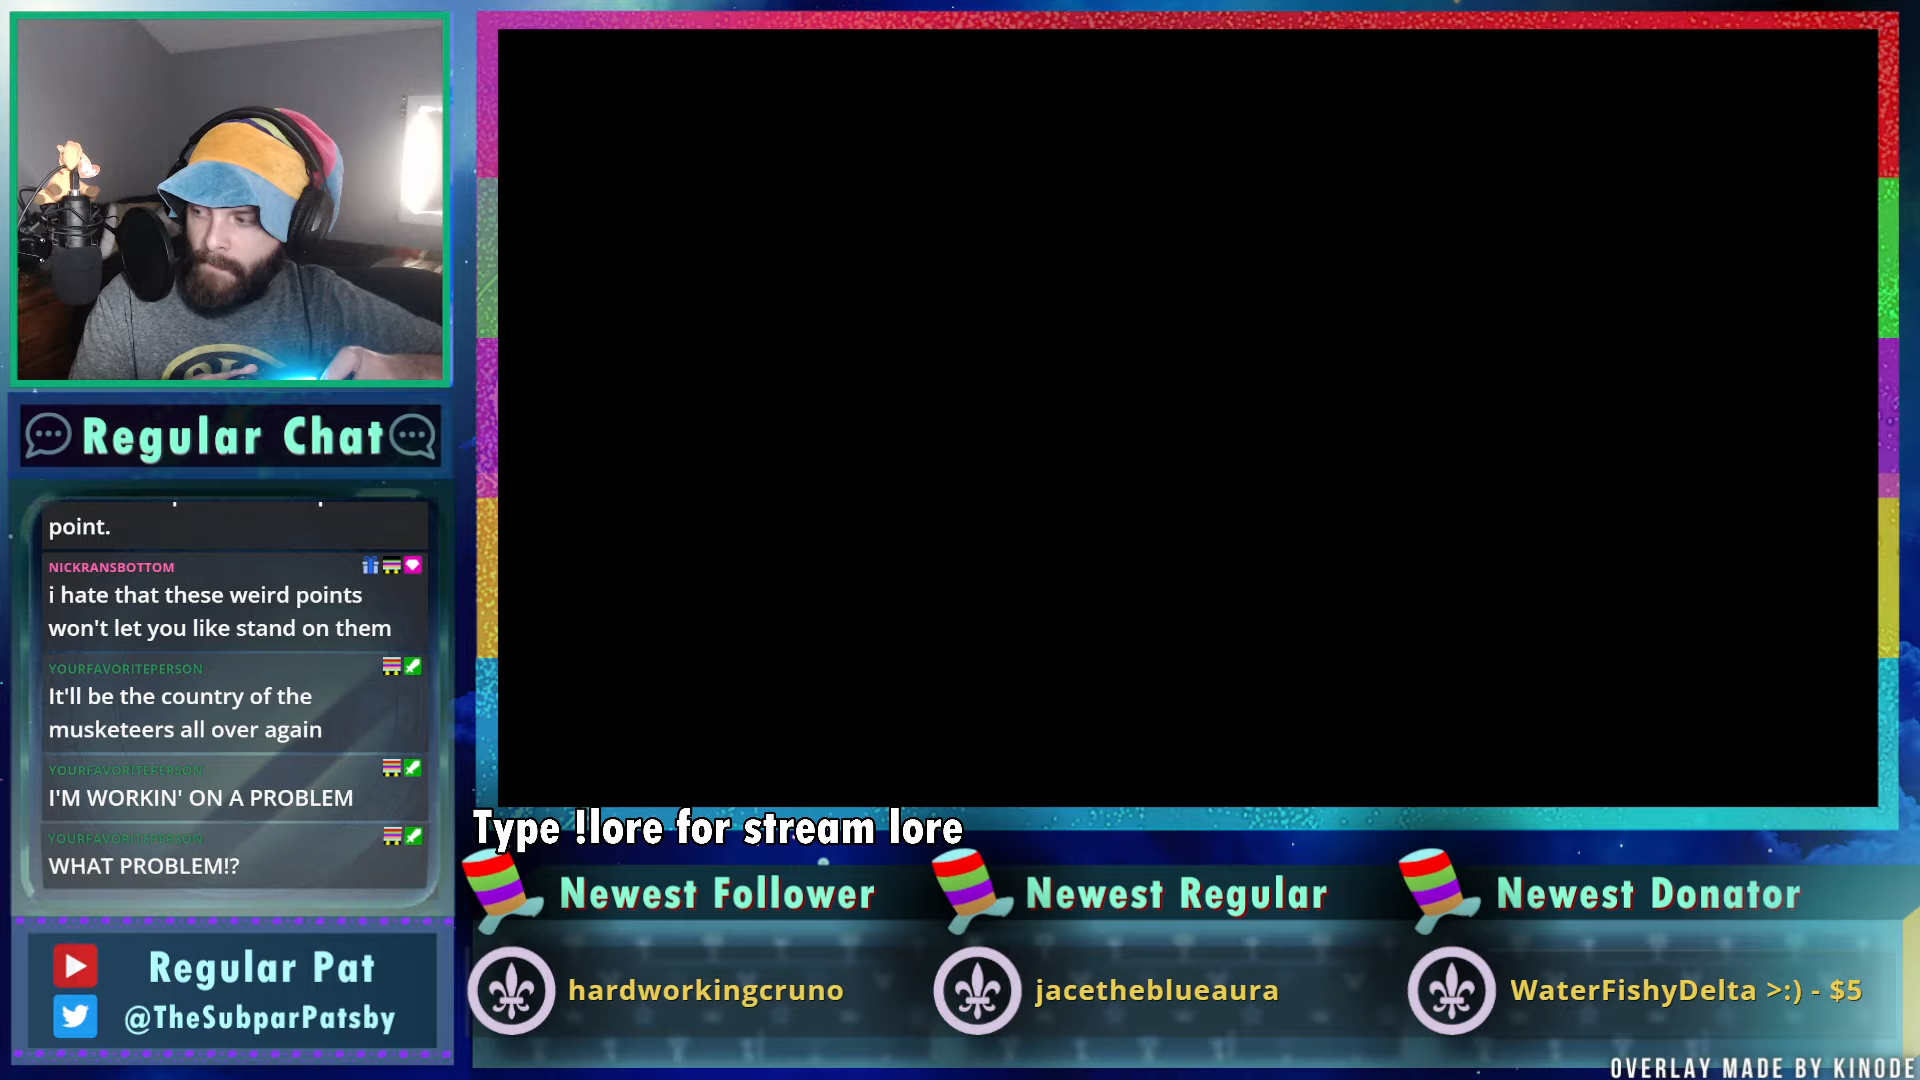 Regular Chat
point.
NICKRANSBOTTOM
i hate that these weird points
won't let you like stand on them
YOURFAVORITEPERSON
It'll be the country of the
musketeers all over again
YOURFAVORITEPERSON
I'M WORKIN' ON A PROBLEM
YOURFAVORITEPERSON
WHAT PROBLEM!?
Regular Pat
@TheSubparPatsby
Type !lore for stream lore
Newest Follower
hardworkingcruno
Newest Regular
jacetheblueaura
Newest Donator
WaterFishyDelta >:) - $5
OVERLAY MADE BY KINODE